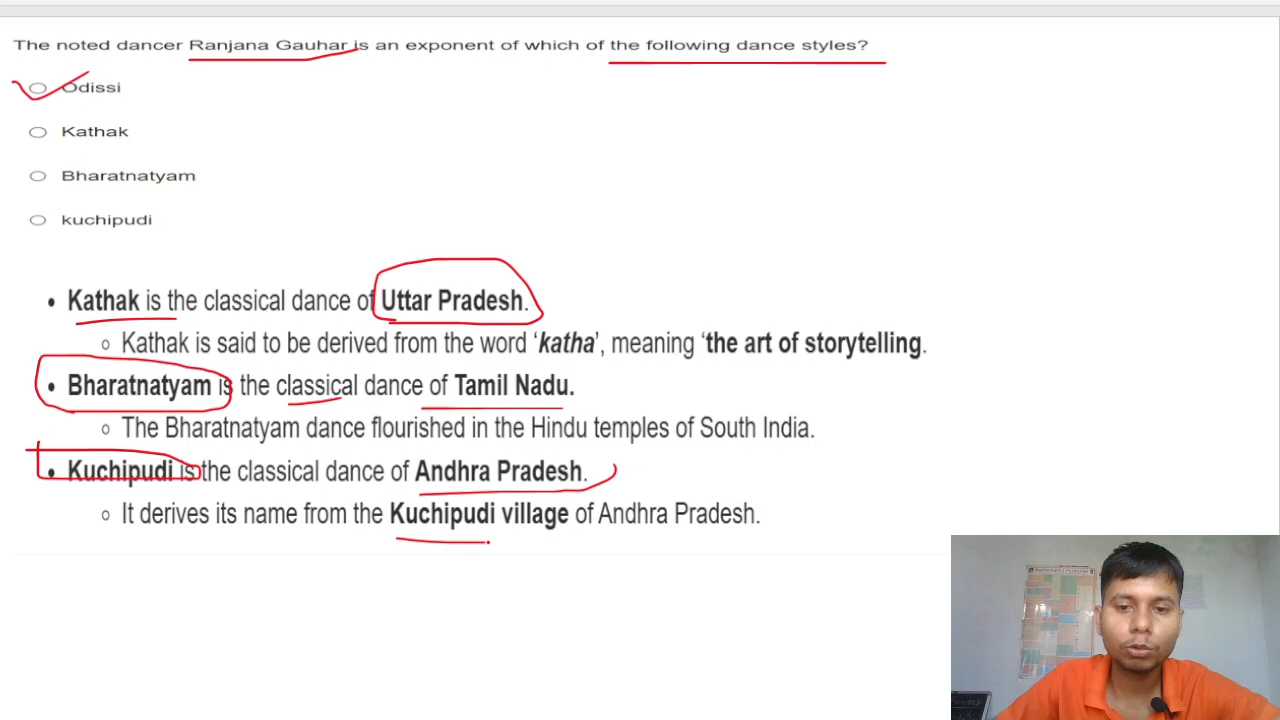 The noted dancer Ranjana Gauhar is an exponent of which of the following dance styles?
Odissi
Kathak
Bharatnatyam
kuchipudi
• Kathak is the classical dance of Uttar Pradesh.
○ Kathak is said to be derived from the word ‘katha’, meaning ‘the art of storytelling.
• Bharatnatyam is the classical dance of Tamil Nadu.
○ The Bharatnatyam dance flourished in the Hindu temples of South India.
• Kuchipudi is the classical dance of Andhra Pradesh.
○ It derives its name from the Kuchipudi village of Andhra Pradesh.